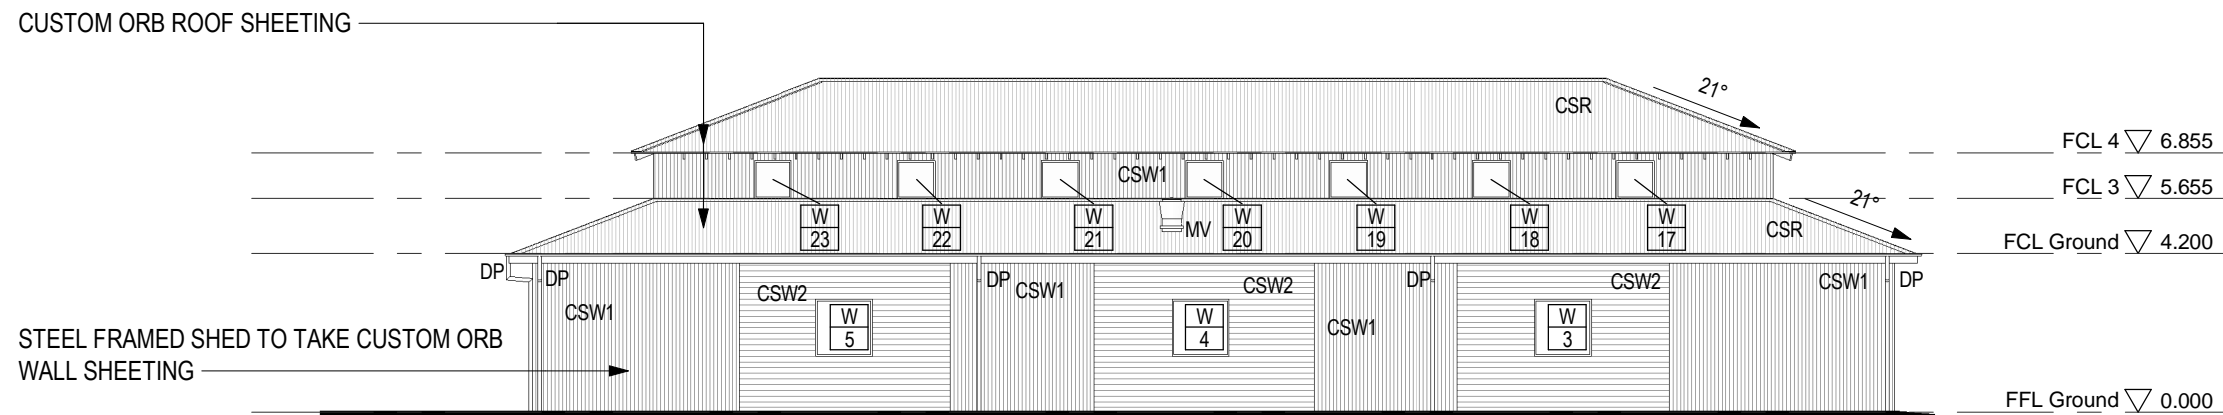 CUSTOM ORB ROOF SHEETING
21°
CSR
FCL 4 6.855
CSW1
FCL 3 5.655
21°
W
23
W
22
W
21
MV
W
20
W
19
W
18
W
17
CSR
FCL Ground 4.200
DP
DP
DP
DP
DP
CSW1
CSW2
CSW1
CSW2
CSW1
CSW2
CSW1
W
5
W
4
W
3
STEEL FRAMED SHED TO TAKE CUSTOM ORB
WALL SHEETING
FFL Ground 0.000